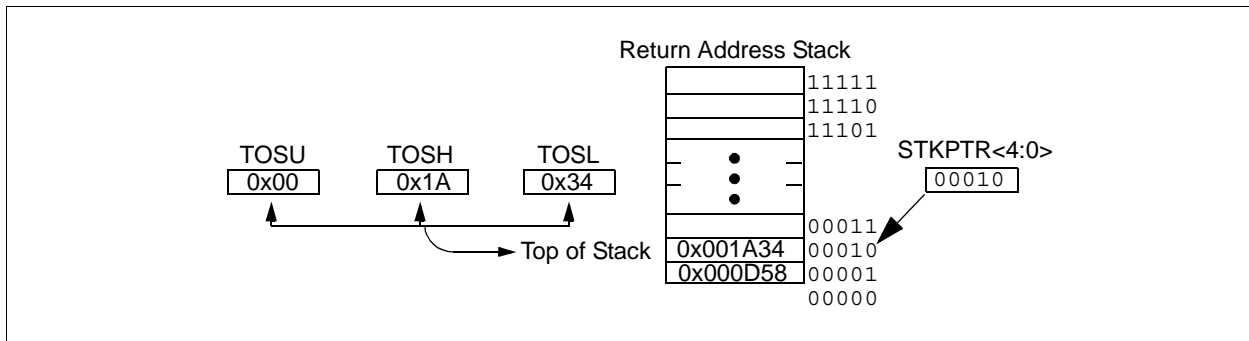 Return Address Stack
11111
11110
11101
TOSU TOSH TOSL STKPTR<4:0>
0x00 0x1A 0x34 00010
00011
Top of Stack 0x001A34 00010
0x000D58 00001
00000